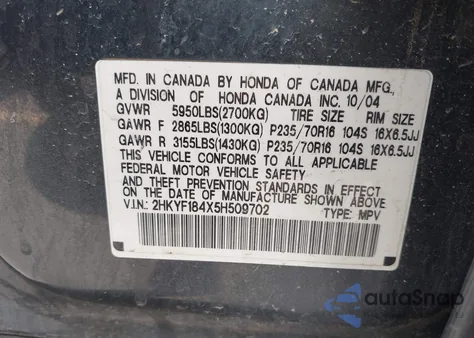 MFD. IN CANADA BY HONDA OF CANADA MFG.,
A DIVISION OF HONDA CANADA INC. 10/04
GVWR 5950LBS(2700KG) TIRE SIZE RIM SIZE
GAWR F 2865LBS(1300KG) P235/70R16 104S 16X6.5JJ
GAWR R 3155LBS(1430KG) P235/70R16 104S 16X6.5JJ
THIS VEHICLE CONFORMS TO ALL APPLICABLE
FEDERAL MOTOR VEHICLE SAFETY
AND THEFT PREVENTION STANDARDS IN EFFECT
ON THE DATE OF MANUFACTURE SHOWN ABOVE.
V.I.N.: 2HKYF184X5H509702
TYPE: MPV
autoSnap